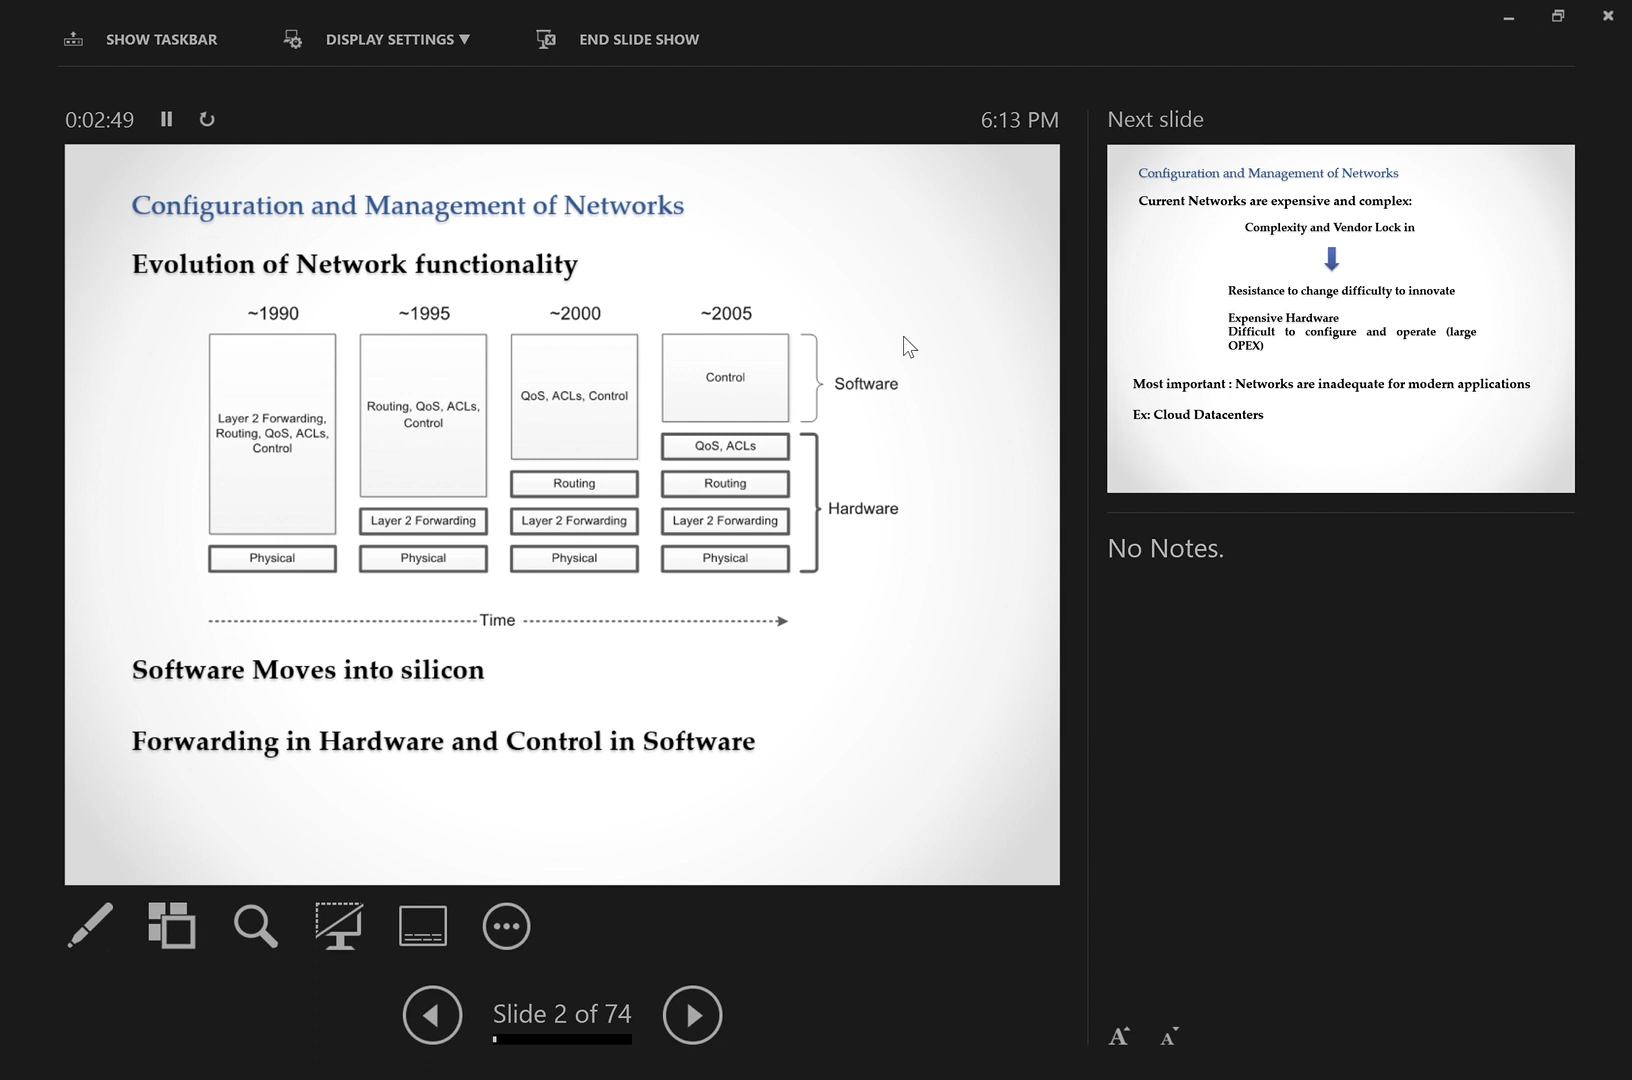 SHOW TASKBAR
DISPLAY SETTINGS ▼
END SLIDE SHOW
0:02:49
6:13 PM
Configuration and Management of Networks
Evolution of Network functionality
~1990
~1995
~2000
~2005
Layer 2 Forwarding,
Routing, QoS, ACLs,
Control
Physical
Routing, QoS, ACLs,
Control
Layer 2 Forwarding
Physical
QoS, ACLs, Control
Routing
Layer 2 Forwarding
Physical
Control
QoS, ACLs
Routing
Layer 2 Forwarding
Physical
Software
Hardware
Time
Software Moves into silicon
Forwarding in Hardware and Control in Software
Slide 2 of 74
Next slide
Configuration and Management of Networks
Current Networks are expensive and complex:
Complexity and Vendor Lock in
Resistance to change difficulty to innovate
Expensive Hardware
Difficult to configure and operate (large
OPEX)
Most important : Networks are inadequate for modern applications
Ex: Cloud Datacenters
No Notes.
A
A